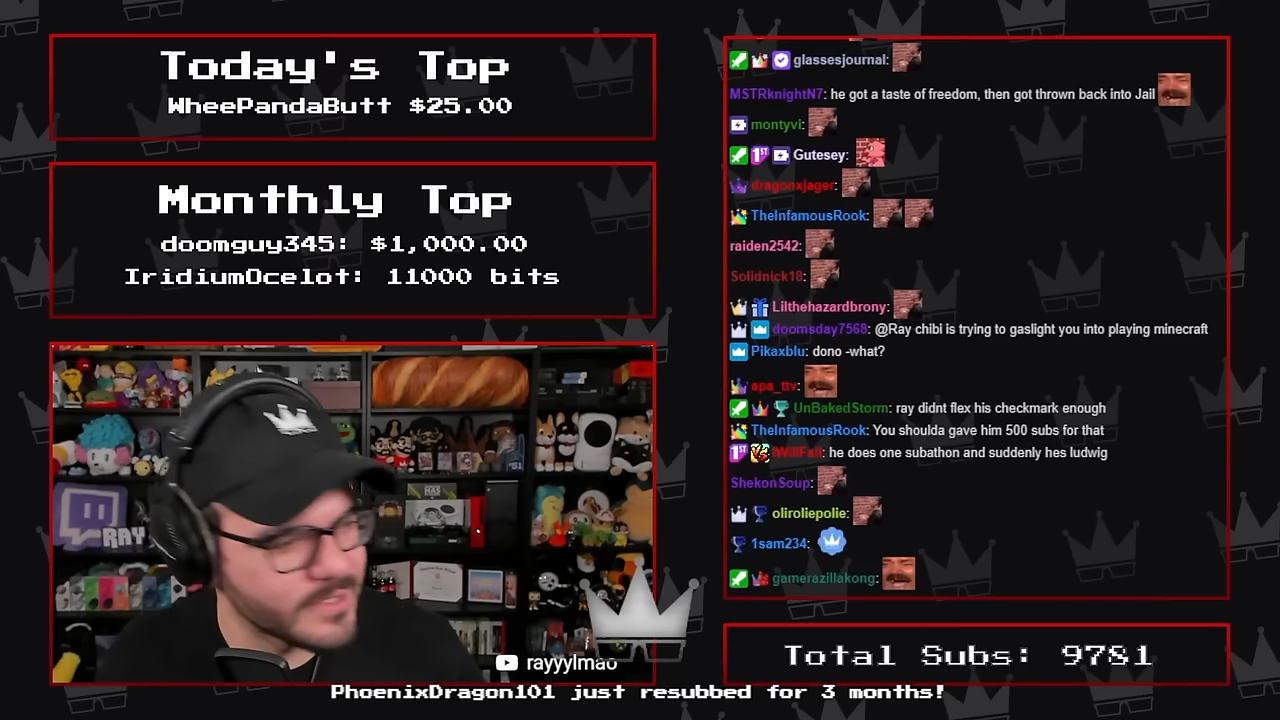 Today's Top
WheePandaButt $25.00
Monthly Top
doomguy345: $1,000.00
IridiumOcelot: 11000 bits
RAY
rayyylmao
PhoenixDragon101 just resubbed for 3 months!
glassesjournal:
MSTRknightN7: he got a taste of freedom, then got thrown back into Jail
montyvi:
1ST Gutesey:
dragonxjager:
TheInfamousRook:
raiden2542:
Solidnick18:
Lilthehazardbrony:
doomsday7568: @Ray chibi is trying to gaslight you into playing minecraft
Pikaxblu: dono -what?
apa_ttv:
UnBakedStorm: ray didnt flex his checkmark enough
TheInfamousRook: You shoulda gave him 500 subs for that
1ST iWillFail: he does one subathon and suddenly hes ludwig
ShekonSoup:
oliroliepolie:
1sam234:
gamerazillakong:
Total Subs: 9781